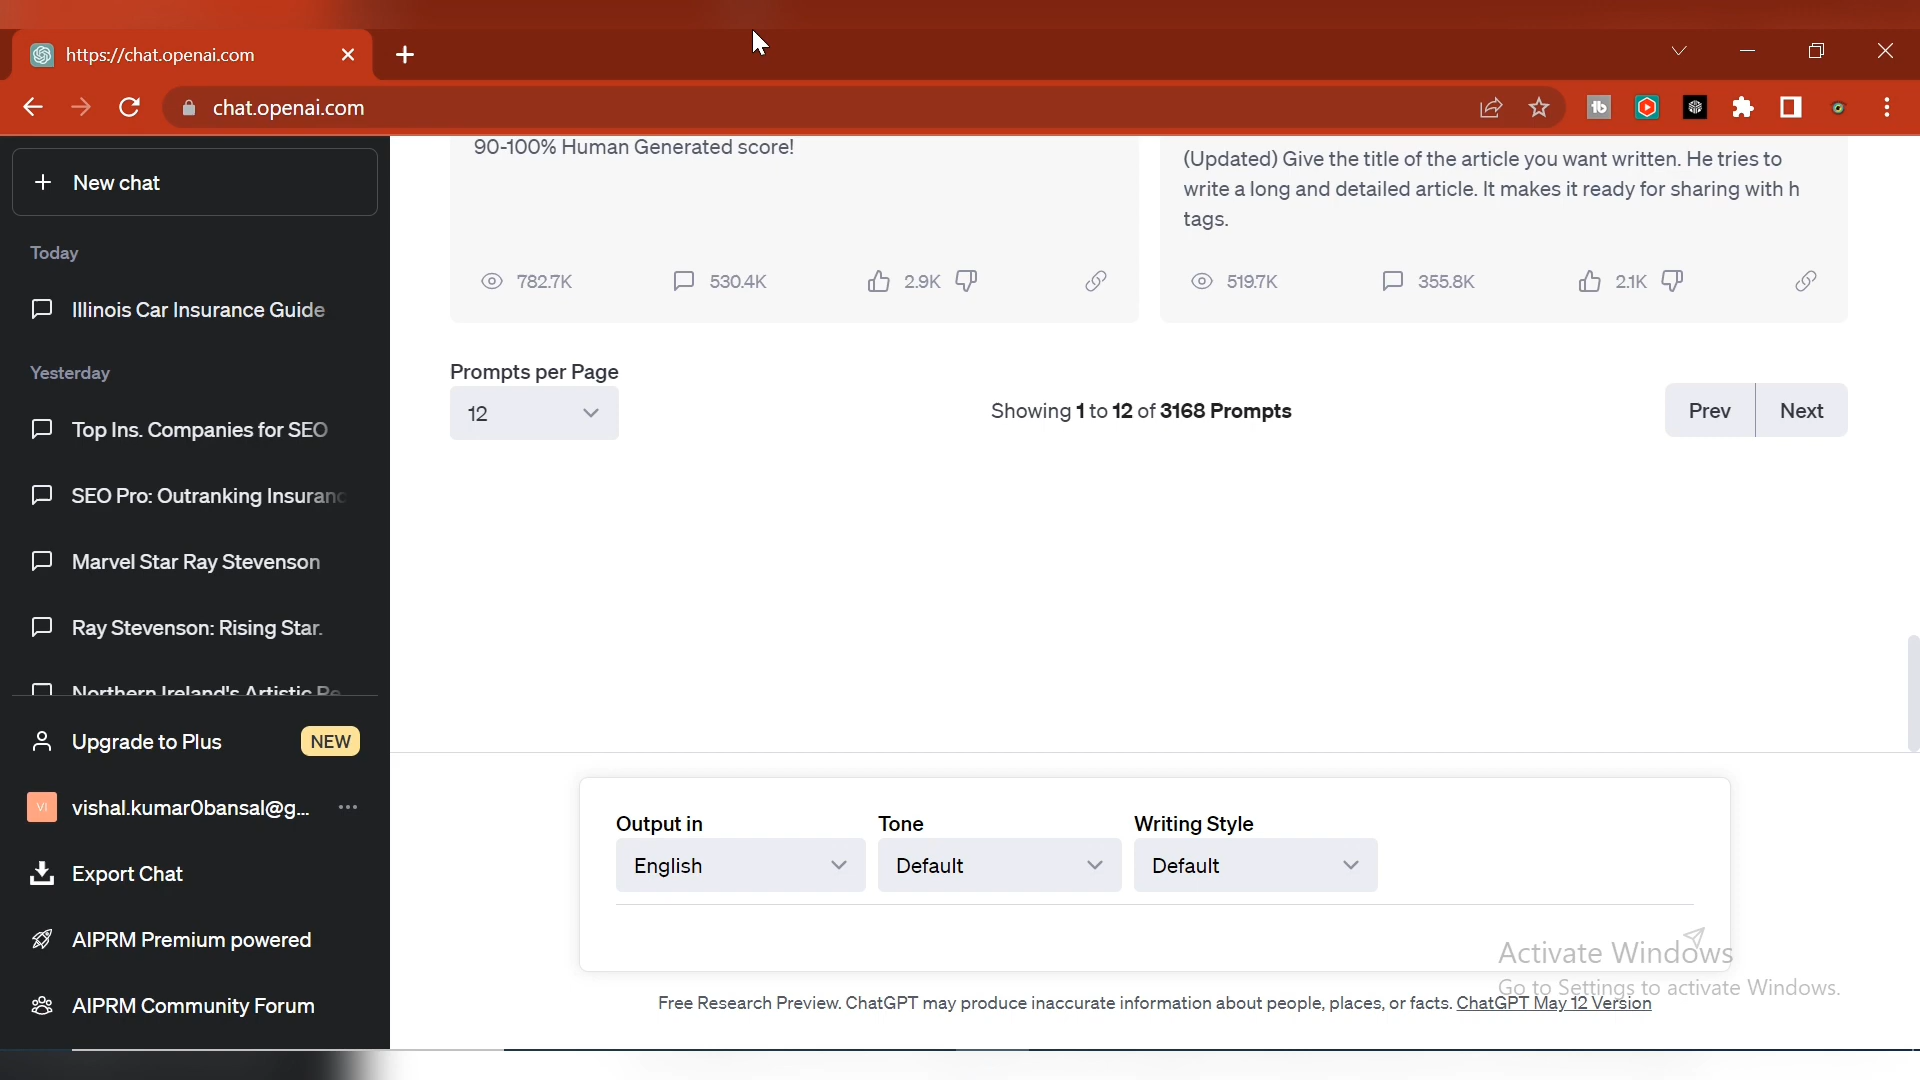 https://chat.openai.com
chat.openai.com
New chat
Today
Illinois Car Insurance Guide
Yesterday
Top Ins. Companies for SEO
SEO Pro: Outranking Insuranc
Marvel Star Ray Stevenson
Ray Stevenson: Rising Star.
Northern Ireland's Artistic Re
Upgrade to Plus NEW
VI vishal.kumar0bansal@g...
Export Chat
AIPRM Premium powered
AIPRM Community Forum
90-100% Human Generated score!
782.7K 530.4K 2.9K
(Updated) Give the title of the article you want written. He tries to
write a long and detailed article. It makes it ready for sharing with h
tags.
519.7K 355.8K 2.1K
Prompts per Page
12
Showing 1 to 12 of 3168 Prompts
Prev Next
Output in Tone Writing Style
English Default Default
Activate Windows
Go to Settings to activate Windows.
Free Research Preview. ChatGPT may produce inaccurate information about people, places, or facts. ChatGPT May 12 Version